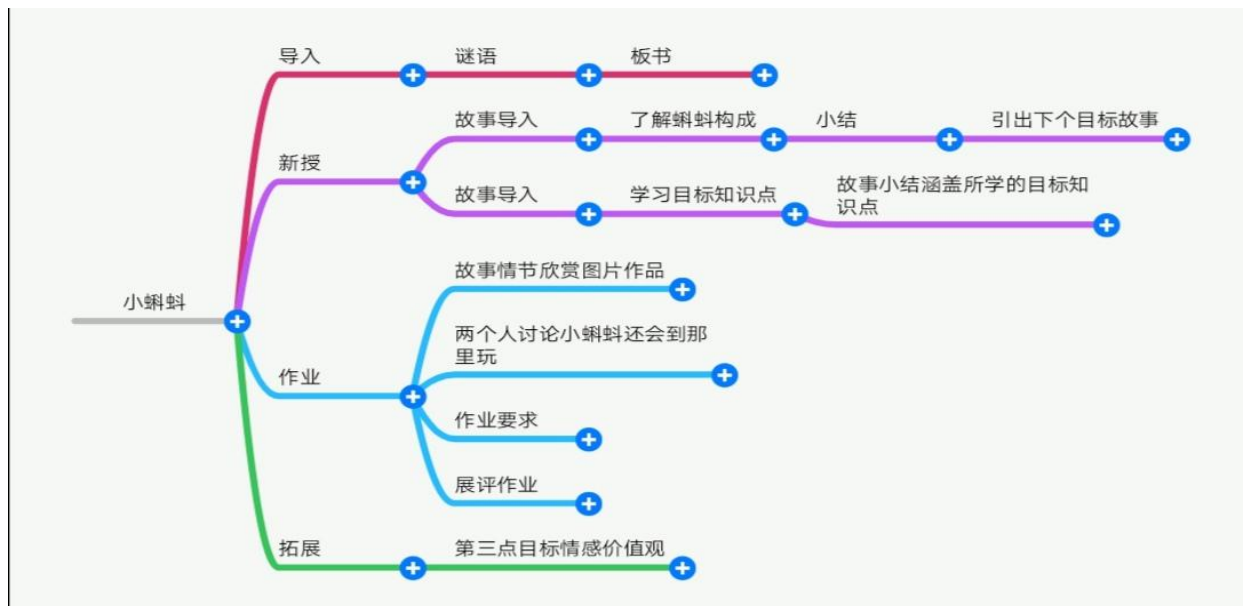 导入
谜语
板书
故事导入
了解蝌蚪构成
小结
引出下个目标故事
新授
故事导入
学习目标知识点
故事小结涵盖所学的目标知
识点
故事情节欣赏图片作品
小蝌蚪
两个人讨论小蝌蚪还会到那
里玩
作业
作业要求
展评作业
拓展
第三点目标情感价值观